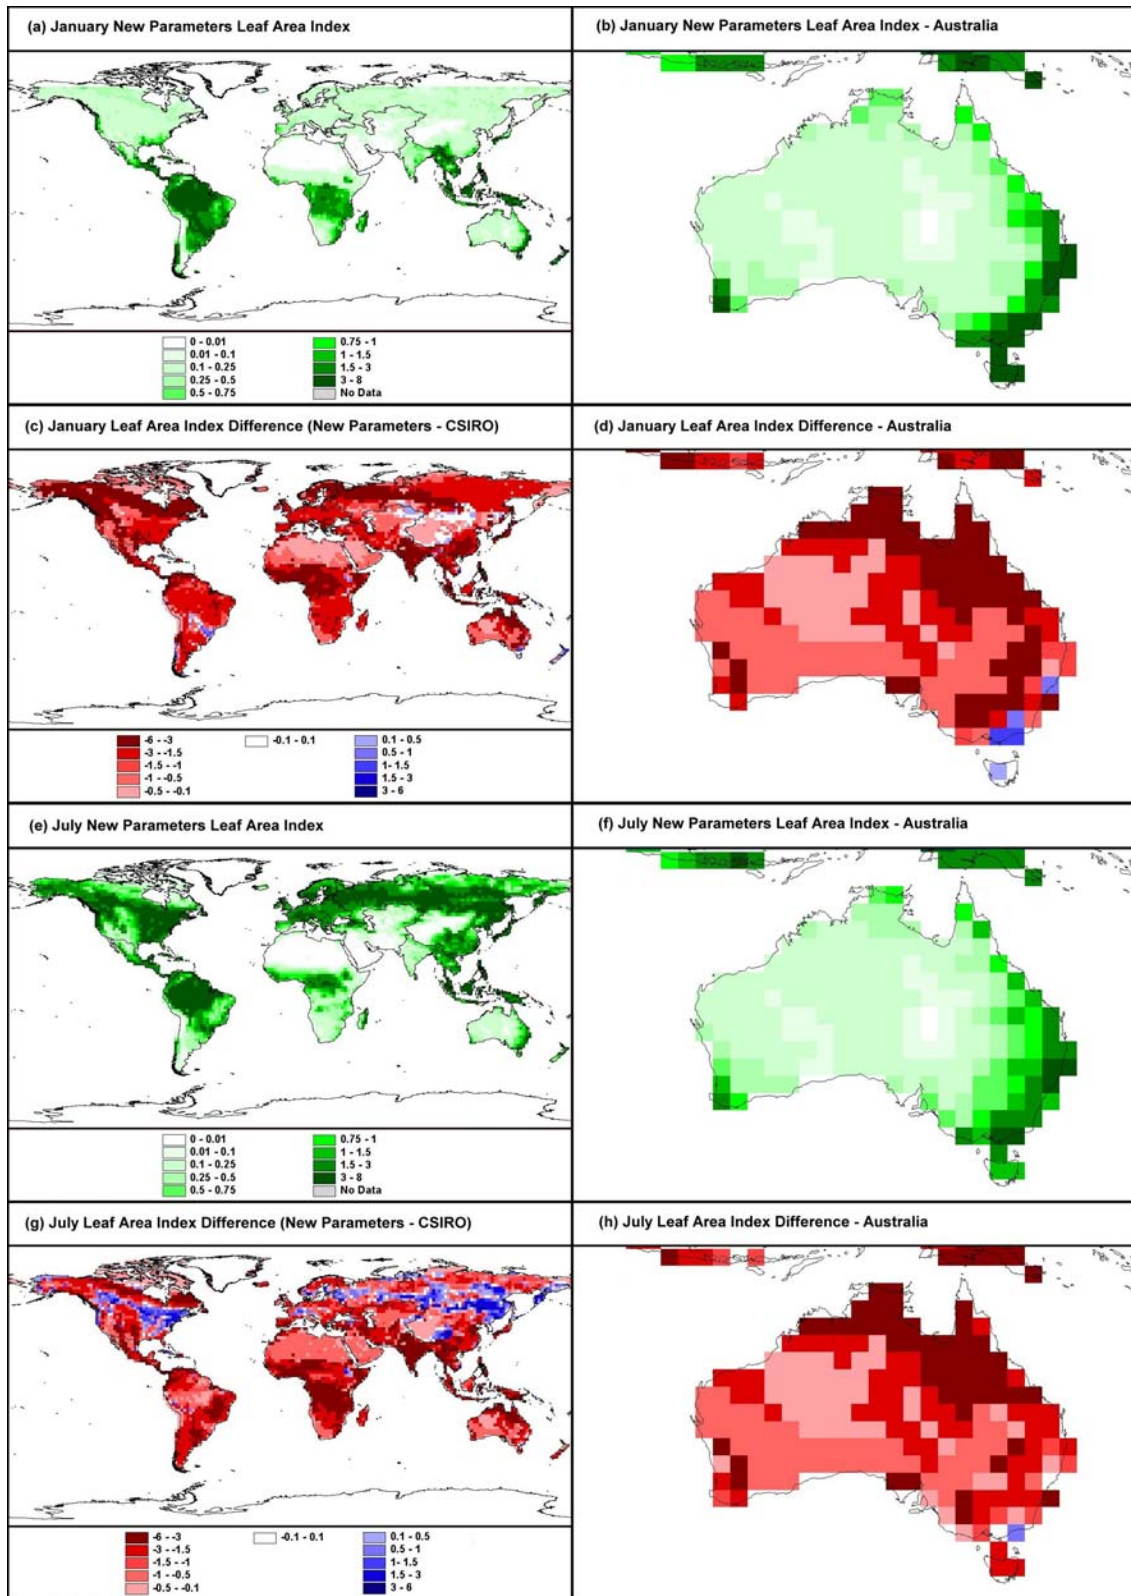 (a) January New Parameters Leaf Area Index
(b) January New Parameters Leaf Area Index - Australia
0 - 0.01
0.01 - 0.1
0.1 - 0.25
0.25 - 0.5
0.5 - 0.75
0.75 - 1
1 - 1.5
1.5 - 3
3 - 8
No Data
(c) January Leaf Area Index Difference (New Parameters - CSIRO)
(d) January Leaf Area Index Difference - Australia
-6 - -3
-3 - -1.5
-1.5 - -1
-1 - -0.5
-0.5 - -0.1
-0.1 - 0.1
0.1 - 0.5
0.5 - 1
1- 1.5
1.5 - 3
3 - 6
(e) July New Parameters Leaf Area Index
(f) July New Parameters Leaf Area Index - Australia
0 - 0.01
0.01 - 0.1
0.1 - 0.25
0.25 - 0.5
0.5 - 0.75
0.75 - 1
1 - 1.5
1.5 - 3
3 - 8
No Data
(g) July Leaf Area Index Difference (New Parameters - CSIRO)
(h) July Leaf Area Index Difference - Australia
-6 - -3
-3 - -1.5
-1.5 - -1
-1 - -0.5
-0.5 - -0.1
-0.1 - 0.1
0.1 - 0.5
0.5 - 1
1- 1.5
1.5 - 3
3 - 6